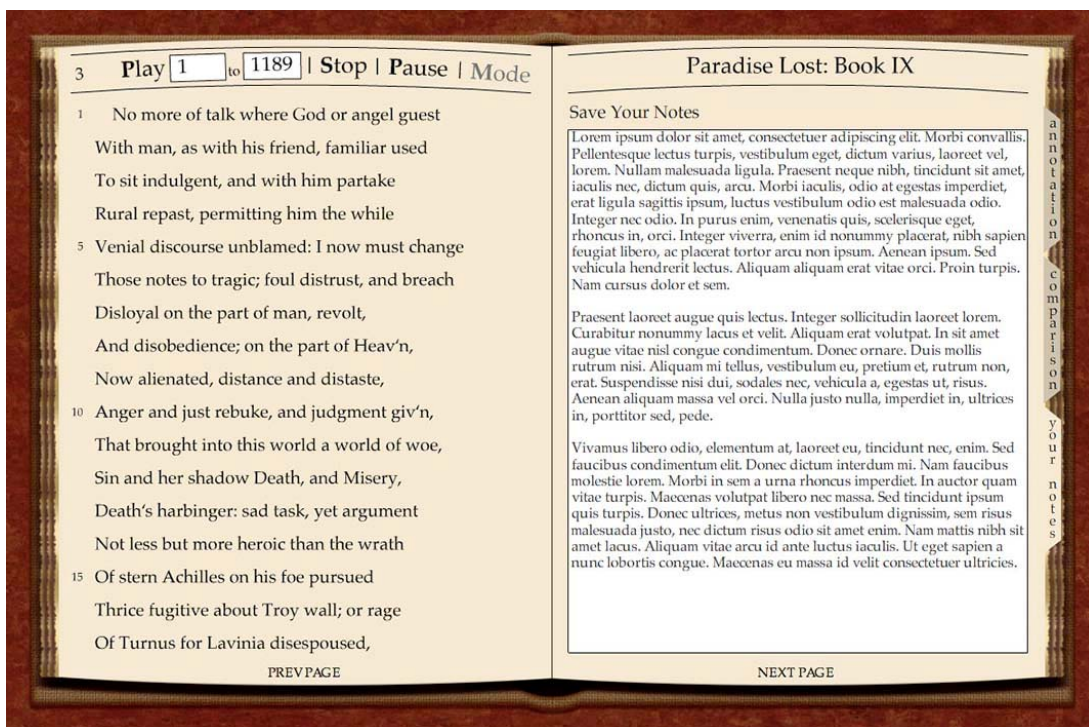 3 Play 1 to 1189 | Stop | Pause | Mode
1 No more of talk where God or angel guest
With man, as with his friend, familiar used
To sit indulgent, and with him partake
Rural repast, permitting him the while
5 Venial discourse unblamed: I now must change
Those notes to tragic; foul distrust, and breach
Disloyal on the part of man, revolt,
And disobedience; on the part of Heav'n,
Now alienated, distance and distaste,
10 Anger and just rebuke, and judgment giv'n,
That brought into this world a world of woe,
Sin and her shadow Death, and Misery,
Death's harbinger: sad task, yet argument
Not less but more heroic than the wrath
15 Of stern Achilles on his foe pursued
Thrice fugitive about Troy wall; or rage
Of Turnus for Lavinia disespoused,
PREV PAGE
Paradise Lost: Book IX
Save Your Notes
Lorem ipsum dolor sit amet, consectetuer adipiscing elit. Morbi convallis.
Pellentesque lectus turpis, vestibulum eget, dictum varius, laoreet vel,
lorem. Nullam malesuada ligula. Praesent neque nibh, tincidunt sit amet,
iaculis nec, dictum quis, arcu. Morbi iaculis, odio at egestas imperdiet,
erat ligula sagittis ipsum, luctus vestibulum odio est malesuada odio.
Integer nec odio. In purus enim, venenatis quis, scelerisque eget,
rhoncus in, orci. Integer viverra, enim id nonummy placerat, nibh sapien
feugiat libero, ac placerat tortor arcu non ipsum. Aenean ipsum. Sed
vehicula hendrerit lectus. Aliquam aliquam erat vitae orci. Proin turpis.
Nam cursus dolor et sem.
Praesent laoreet augue quis lectus. Integer sollicitudin laoreet lorem.
Curabitur nonummy lacus et velit. Aliquam erat volutpat. In sit amet
augue vitae nisl congue condimentum. Donec ornare. Duis mollis
rutrum nisi. Aliquam mi tellus, vestibulum eu, pretium et, rutrum non,
erat. Suspendisse nisi dui, sodales nec, vehicula a, egestas ut, risus.
Aenean aliquam massa vel orci. Nulla justo nulla, imperdiet in, ultrices
in, porttitor sed, pede.
Vivamus libero odio, elementum at, laoreet eu, tincidunt nec, enim. Sed
faucibus condimentum elit. Donec dictum interdum mi. Nam faucibus
molestie lorem. Morbi in sem a urna rhoncus imperdiet. In auctor quam
vitae turpis. Maecenas volutpat libero nec massa. Sed tincidunt ipsum
quis turpis. Donec ultrices, metus non vestibulum dignissim, sem risus
malesuada justo, nec dictum risus odio sit amet enim. Nam mattis nibh sit
amet lacus. Aliquam vitae arcu id ante luctus iaculis. Ut eget sapien a
nunc lobortis congue. Maecenas eu massa id velit consectetuer ultricies.
NEXT PAGE
annotation
comparison
your notes